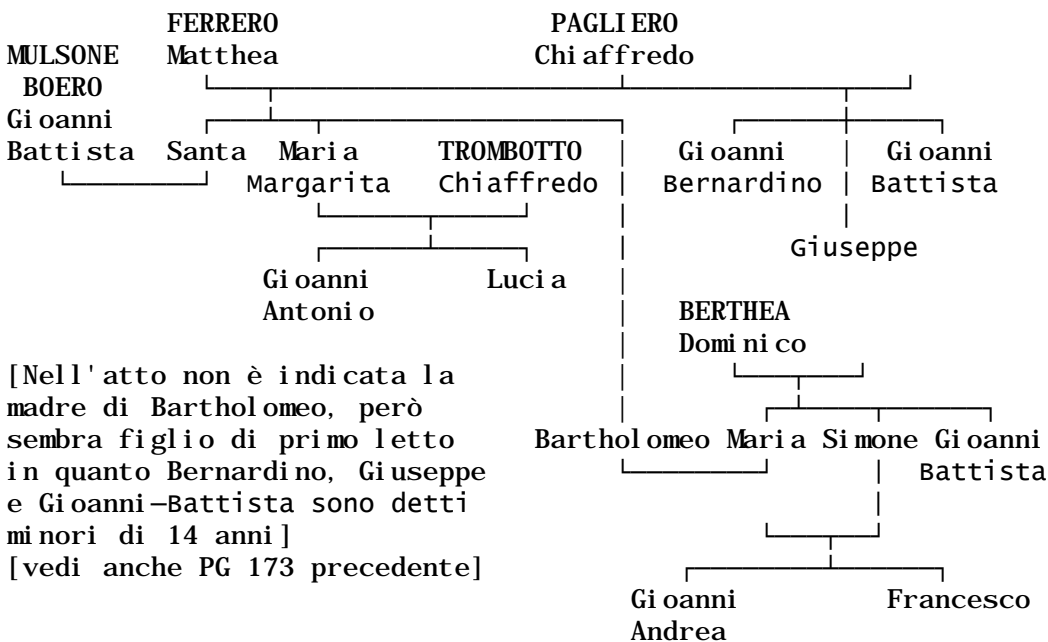 FERRERO PAGLIERO
MULSONE Matthea Chiaffredo
BOERO
Gioanni
Battista Santa Maria TROMBOTTO Gioanni Gioanni
Margarita Chiaffredo Bernardino Battista
Giuseppe
Gioanni Lucia
Antonio BERTHEA
Dominico
[Nell'atto non è indicata la
madre di Bartholomeo, però
sembra figlio di primo letto Bartholomeo Maria Simone Gioanni
in quanto Bernardino, Giuseppe Battista
e Gioanni-Battista sono detti
minori di 14 anni]
[vedi anche PG 173 precedente]
Gioanni Francesco
Andrea